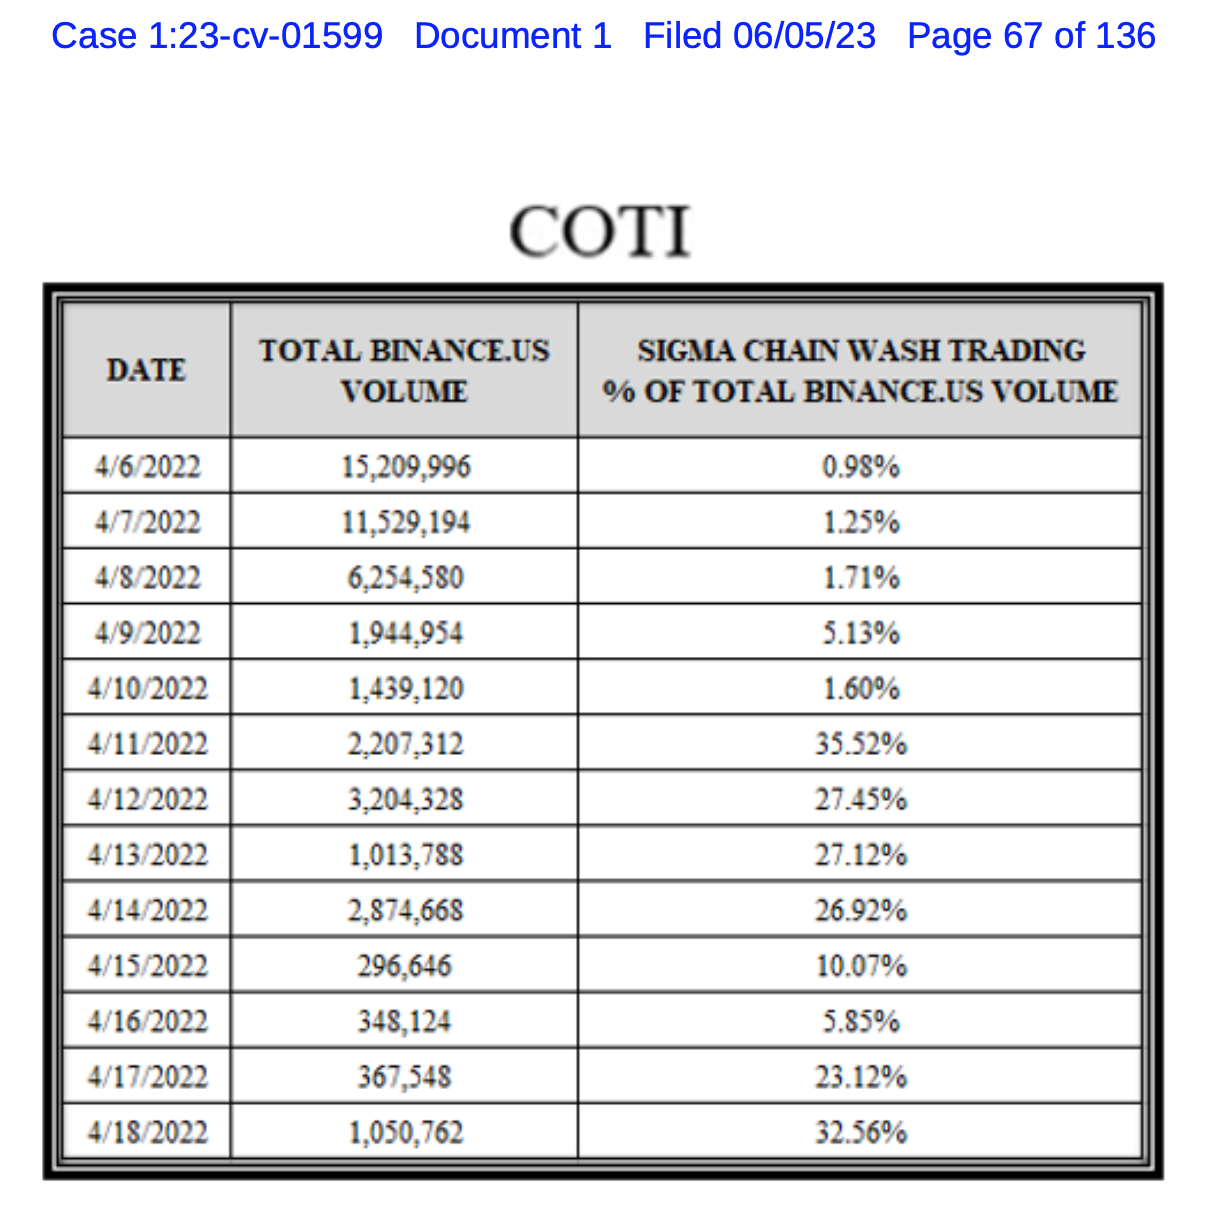 Case 1:23-cv-01599 Document 1 Filed 06/05/23 Page 67 of 136
COTI
DATE TOTAL BINANCE.US VOLUME SIGMA CHAIN WASH TRADING % OF TOTAL BINANCE.US VOLUME
4/6/2022 15,209,996 0.98%
4/7/2022 11,529,194 1.25%
4/8/2022 6,254,580 1.71%
4/9/2022 1,944,954 5.13%
4/10/2022 1,439,120 1.60%
4/11/2022 2,207,312 35.52%
4/12/2022 3,204,328 27.45%
4/13/2022 1,013,788 27.12%
4/14/2022 2,874,668 26.92%
4/15/2022 296,646 10.07%
4/16/2022 348,124 5.85%
4/17/2022 367,548 23.12%
4/18/2022 1,050,762 32.56%